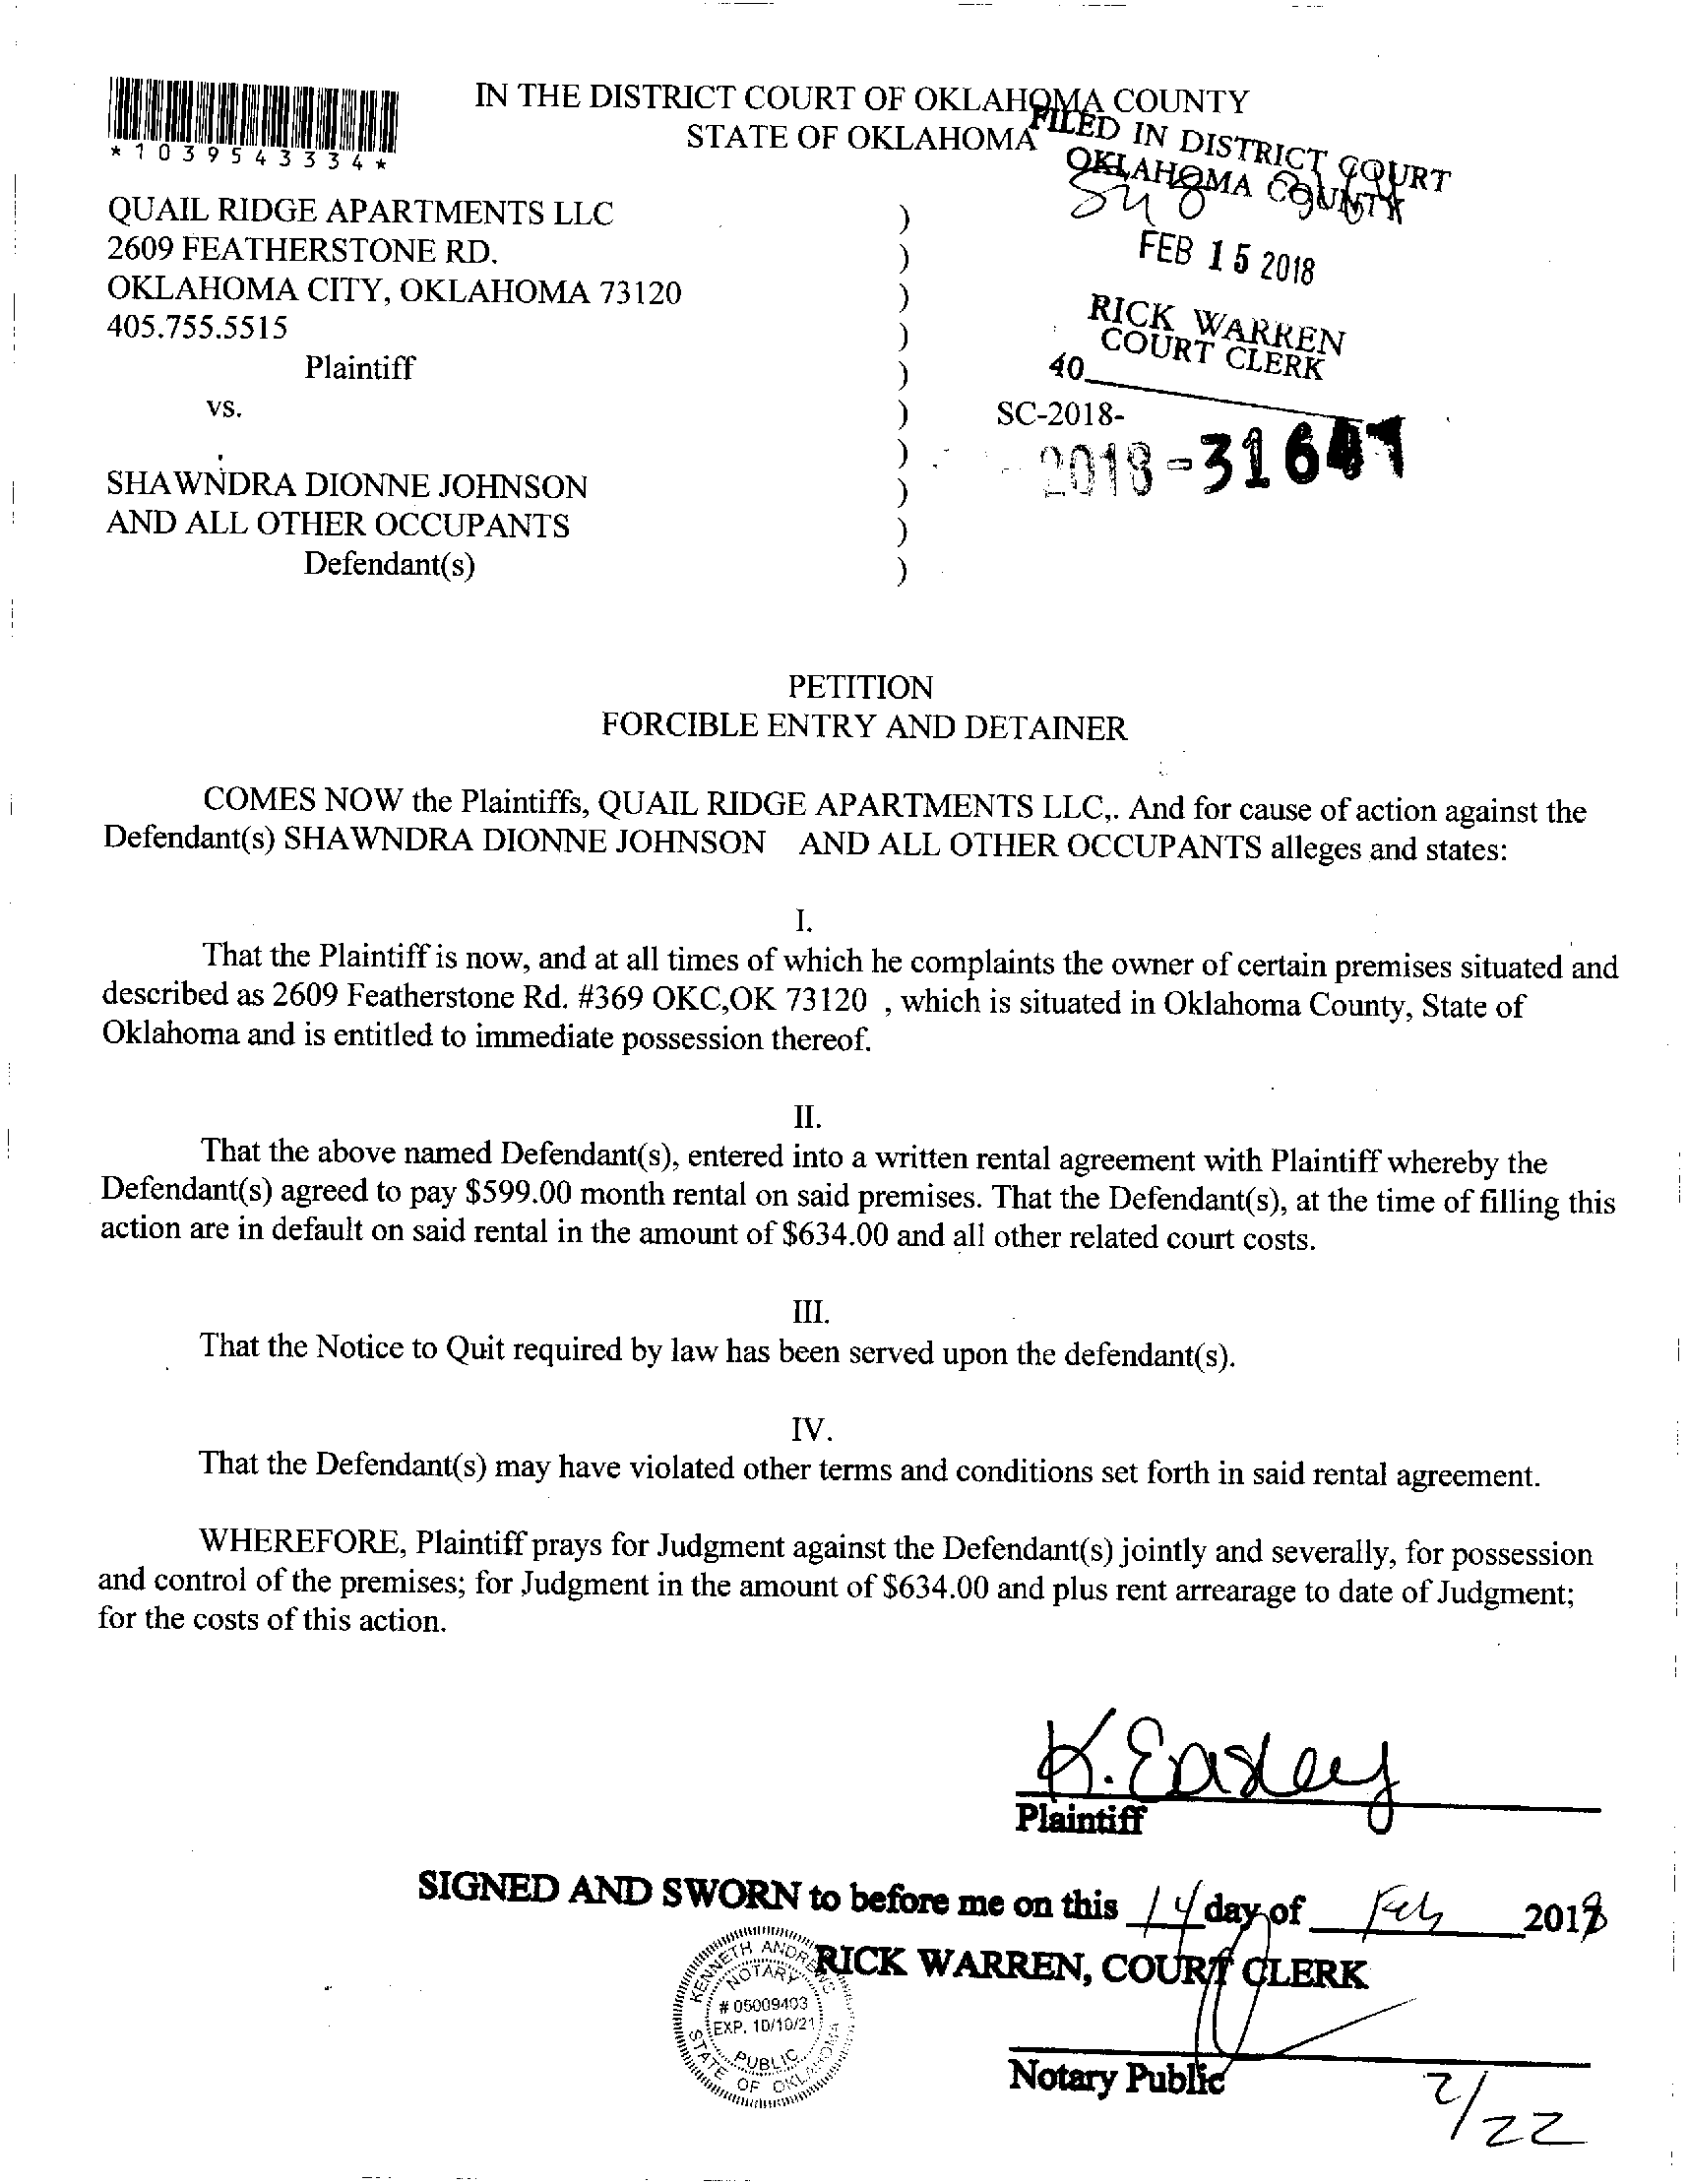 IN THE DISTRICT COURT OF OKLAHOMA COUNTY
STATE OF OKLAHOMA
*1039543334*
FILED IN DISTRICT COURT
OKLAHOMA COUNTY
FEB 15 2018
RICK WARREN
COURT CLERK
40
QUAIL RIDGE APARTMENTS LLC )
2609 FEATHERSTONE RD. )
OKLAHOMA CITY, OKLAHOMA 73120 )
405.755.5515 )
Plaintiff )
vs. ) SC-2018-
) 2018-31641
SHAWNDRA DIONNE JOHNSON )
AND ALL OTHER OCCUPANTS )
Defendant(s) )
PETITION
FORCIBLE ENTRY AND DETAINER
COMES NOW the Plaintiffs, QUAIL RIDGE APARTMENTS LLC,. And for cause of action against the
Defendant(s) SHAWNDRA DIONNE JOHNSON AND ALL OTHER OCCUPANTS alleges and states:
I.
That the Plaintiff is now, and at all times of which he complaints the owner of certain premises situated and
described as 2609 Featherstone Rd. #369 OKC,OK 73120 , which is situated in Oklahoma County, State of
Oklahoma and is entitled to immediate possession thereof.
II.
That the above named Defendant(s), entered into a written rental agreement with Plaintiff whereby the
Defendant(s) agreed to pay $599.00 month rental on said premises. That the Defendant(s), at the time of filling this
action are in default on said rental in the amount of $634.00 and all other related court costs.
III.
That the Notice to Quit required by law has been served upon the defendant(s).
IV.
That the Defendant(s) may have violated other terms and conditions set forth in said rental agreement.
WHEREFORE, Plaintiff prays for Judgment against the Defendant(s) jointly and severally, for possession
and control of the premises; for Judgment in the amount of $634.00 and plus rent arrearage to date of Judgment;
for the costs of this action.
K. Easley
Plaintiff
SIGNED AND SWORN to before me on this 14 day of Feb 2018
RICK WARREN, COURT CLERK
KENNETH ANDREWS
NOTARY
# 05009403
EXP. 10/10/21
PUBLIC
STATE OF OKLAHOMA
Notary Public
2/22